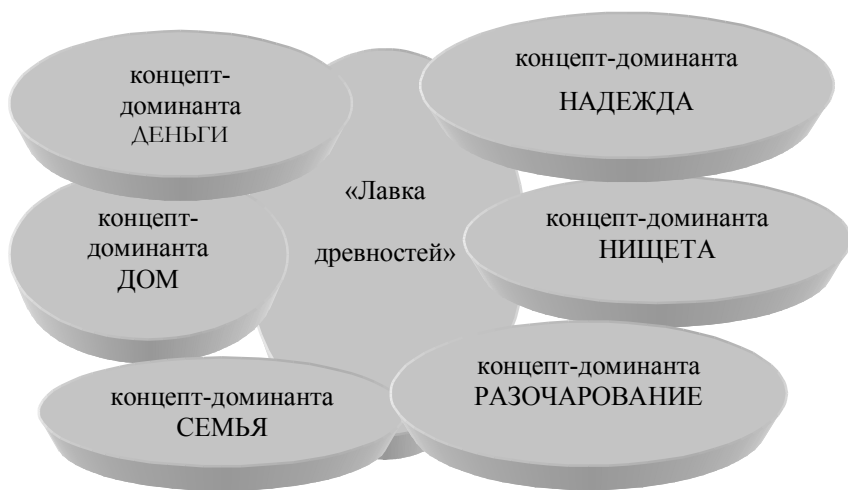 концепт-
доминанта
ДЕНЬГИ
концепт-доминанта
НАДЕЖДА
«Лавка
древностей»
концепт-
доминанта
ДОМ
концепт-доминанта
НИЩЕТА
концепт-доминанта
СЕМЬЯ
концепт-доминанта
РАЗОЧАРОВАНИЕ